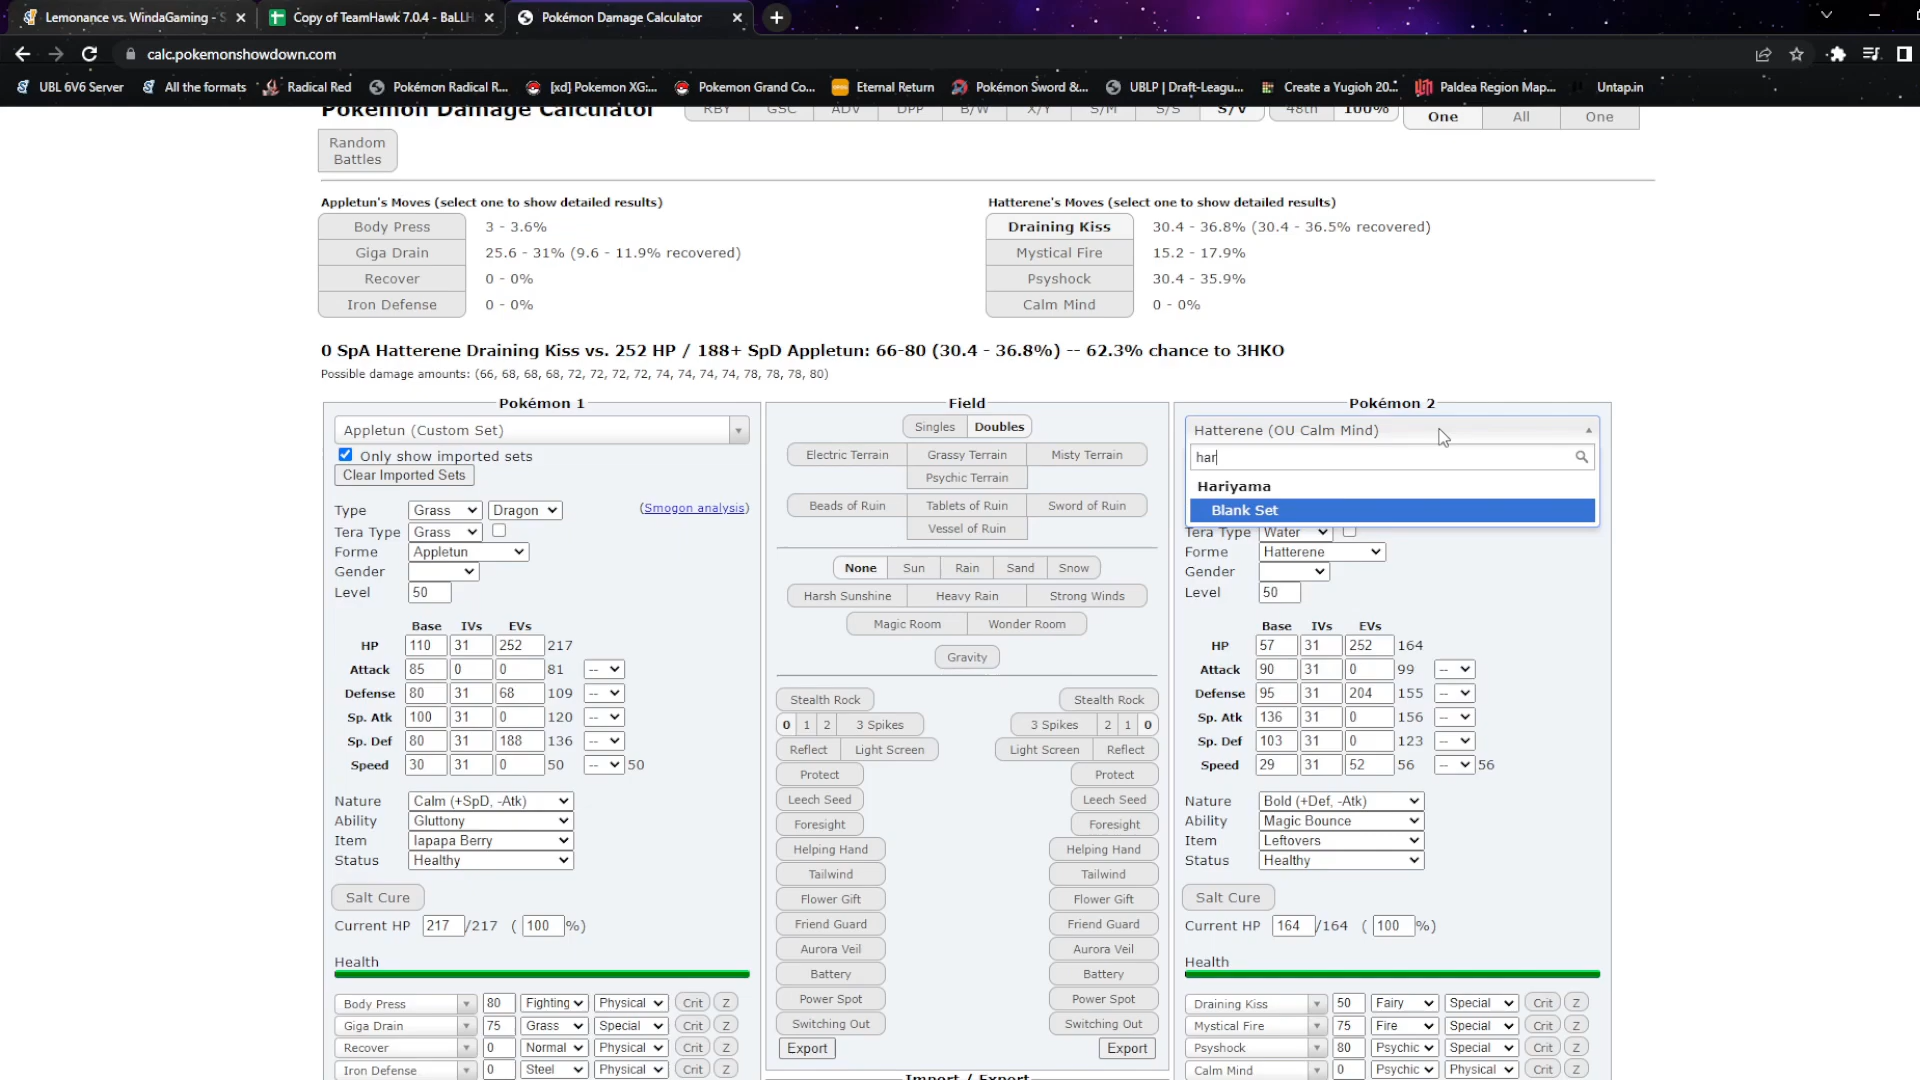 Lemonance vs. WindaGaming - S
Copy of TeamHawk 7.0.4 - BaLLH
Pokémon Damage Calculator
calc.pokemonshowdown.com
UBL 6V6 Server
All the formats
Radical Red
Pokémon Radical R...
[xd] Pokemon XG:...
Pokemon Grand Co...
Eternal Return
Pokémon Sword &...
UBLP | Draft-Leagu...
Create a Yugioh 20...
Paldea Region Map...
Untap.in
Pokémon Damage Calculator
RBY GSC ADV DPP B/W X/Y S/M S/S S/V 48th 100% One All One
Random
Battles
Appletun's Moves (select one to show detailed results)
Body Press 3 - 3.6%
Giga Drain 25.6 - 31% (9.6 - 11.9% recovered)
Recover 0 - 0%
Iron Defense 0 - 0%
Hatterene's Moves (select one to show detailed results)
Draining Kiss 30.4 - 36.8% (30.4 - 36.5% recovered)
Mystical Fire 15.2 - 17.9%
Psyshock 30.4 - 35.9%
Calm Mind 0 - 0%
0 SpA Hatterene Draining Kiss vs. 252 HP / 188+ SpD Appletun: 66-80 (30.4 - 36.8%) -- 62.3% chance to 3HKO
Possible damage amounts: (66, 68, 68, 68, 72, 72, 72, 72, 74, 74, 74, 74, 78, 78, 78, 80)
Pokémon 1
Appletun (Custom Set)
Only show imported sets
Clear Imported Sets
Type Grass Dragon (Smogon analysis)
Tera Type Grass
Forme Appletun
Gender
Level 50
Base IVs EVs
HP 110 31 252 217
Attack 85 0 0 81 --
Defense 80 31 68 109 --
Sp. Atk 100 31 0 120 --
Sp. Def 80 31 188 136 --
Speed 30 31 0 50 -- 50
Nature Calm (+SpD, -Atk)
Ability Gluttony
Item Iapapa Berry
Status Healthy
Salt Cure
Current HP 217 /217 ( 100 %)
Health
Body Press 80 Fighting Physical Crit Z
Giga Drain 75 Grass Special Crit Z
Recover 0 Normal Physical Crit Z
Iron Defense 0 Steel Physical Crit Z
Field
Singles Doubles
Electric Terrain Grassy Terrain Misty Terrain
Psychic Terrain
Beads of Ruin Tablets of Ruin Sword of Ruin
Vessel of Ruin
None Sun Rain Sand Snow
Harsh Sunshine Heavy Rain Strong Winds
Magic Room Wonder Room
Gravity
Stealth Rock Stealth Rock
0 1 2 3 Spikes 3 Spikes 2 1 0
Reflect Light Screen Light Screen Reflect
Protect Protect
Leech Seed Leech Seed
Foresight Foresight
Helping Hand Helping Hand
Tailwind Tailwind
Flower Gift Flower Gift
Friend Guard Friend Guard
Aurora Veil Aurora Veil
Battery Battery
Power Spot Power Spot
Switching Out Switching Out
Export Export
Import / Export
Pokémon 2
Hatterene (OU Calm Mind)
har
Hariyama
Blank Set
Tera Type Water
Forme Hatterene
Gender
Level 50
Base IVs EVs
HP 57 31 252 164
Attack 90 31 0 99 --
Defense 95 31 204 155 --
Sp. Atk 136 31 0 156 --
Sp. Def 103 31 0 123 --
Speed 29 31 52 56 -- 56
Nature Bold (+Def, -Atk)
Ability Magic Bounce
Item Leftovers
Status Healthy
Salt Cure
Current HP 164 /164 ( 100 %)
Health
Draining Kiss 50 Fairy Special Crit Z
Mystical Fire 75 Fire Special Crit Z
Psyshock 80 Psychic Special Crit Z
Calm Mind 0 Psychic Physical Crit Z